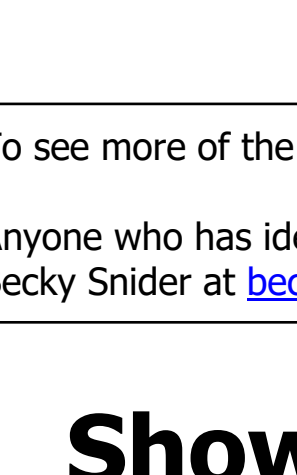 To see more of the
Anyone who has ide
Becky Snider at bec
Show